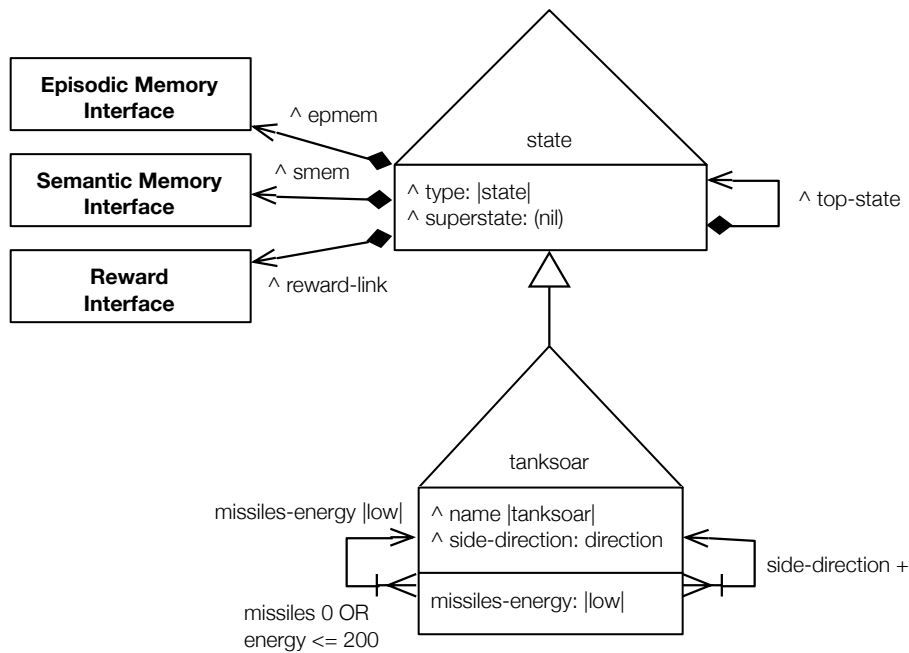 Episodic Memory
Interface
^ epmem
state
Semantic Memory
Interface
^ smem
^ type: |state|
^ superstate: (nil)
^ top-state
Reward
Interface
^ reward-link
tanksoar
missiles-energy |low|
^ name |tanksoar|
^ side-direction: direction
side-direction +
missiles-energy: |low|
missiles 0 OR
energy <= 200